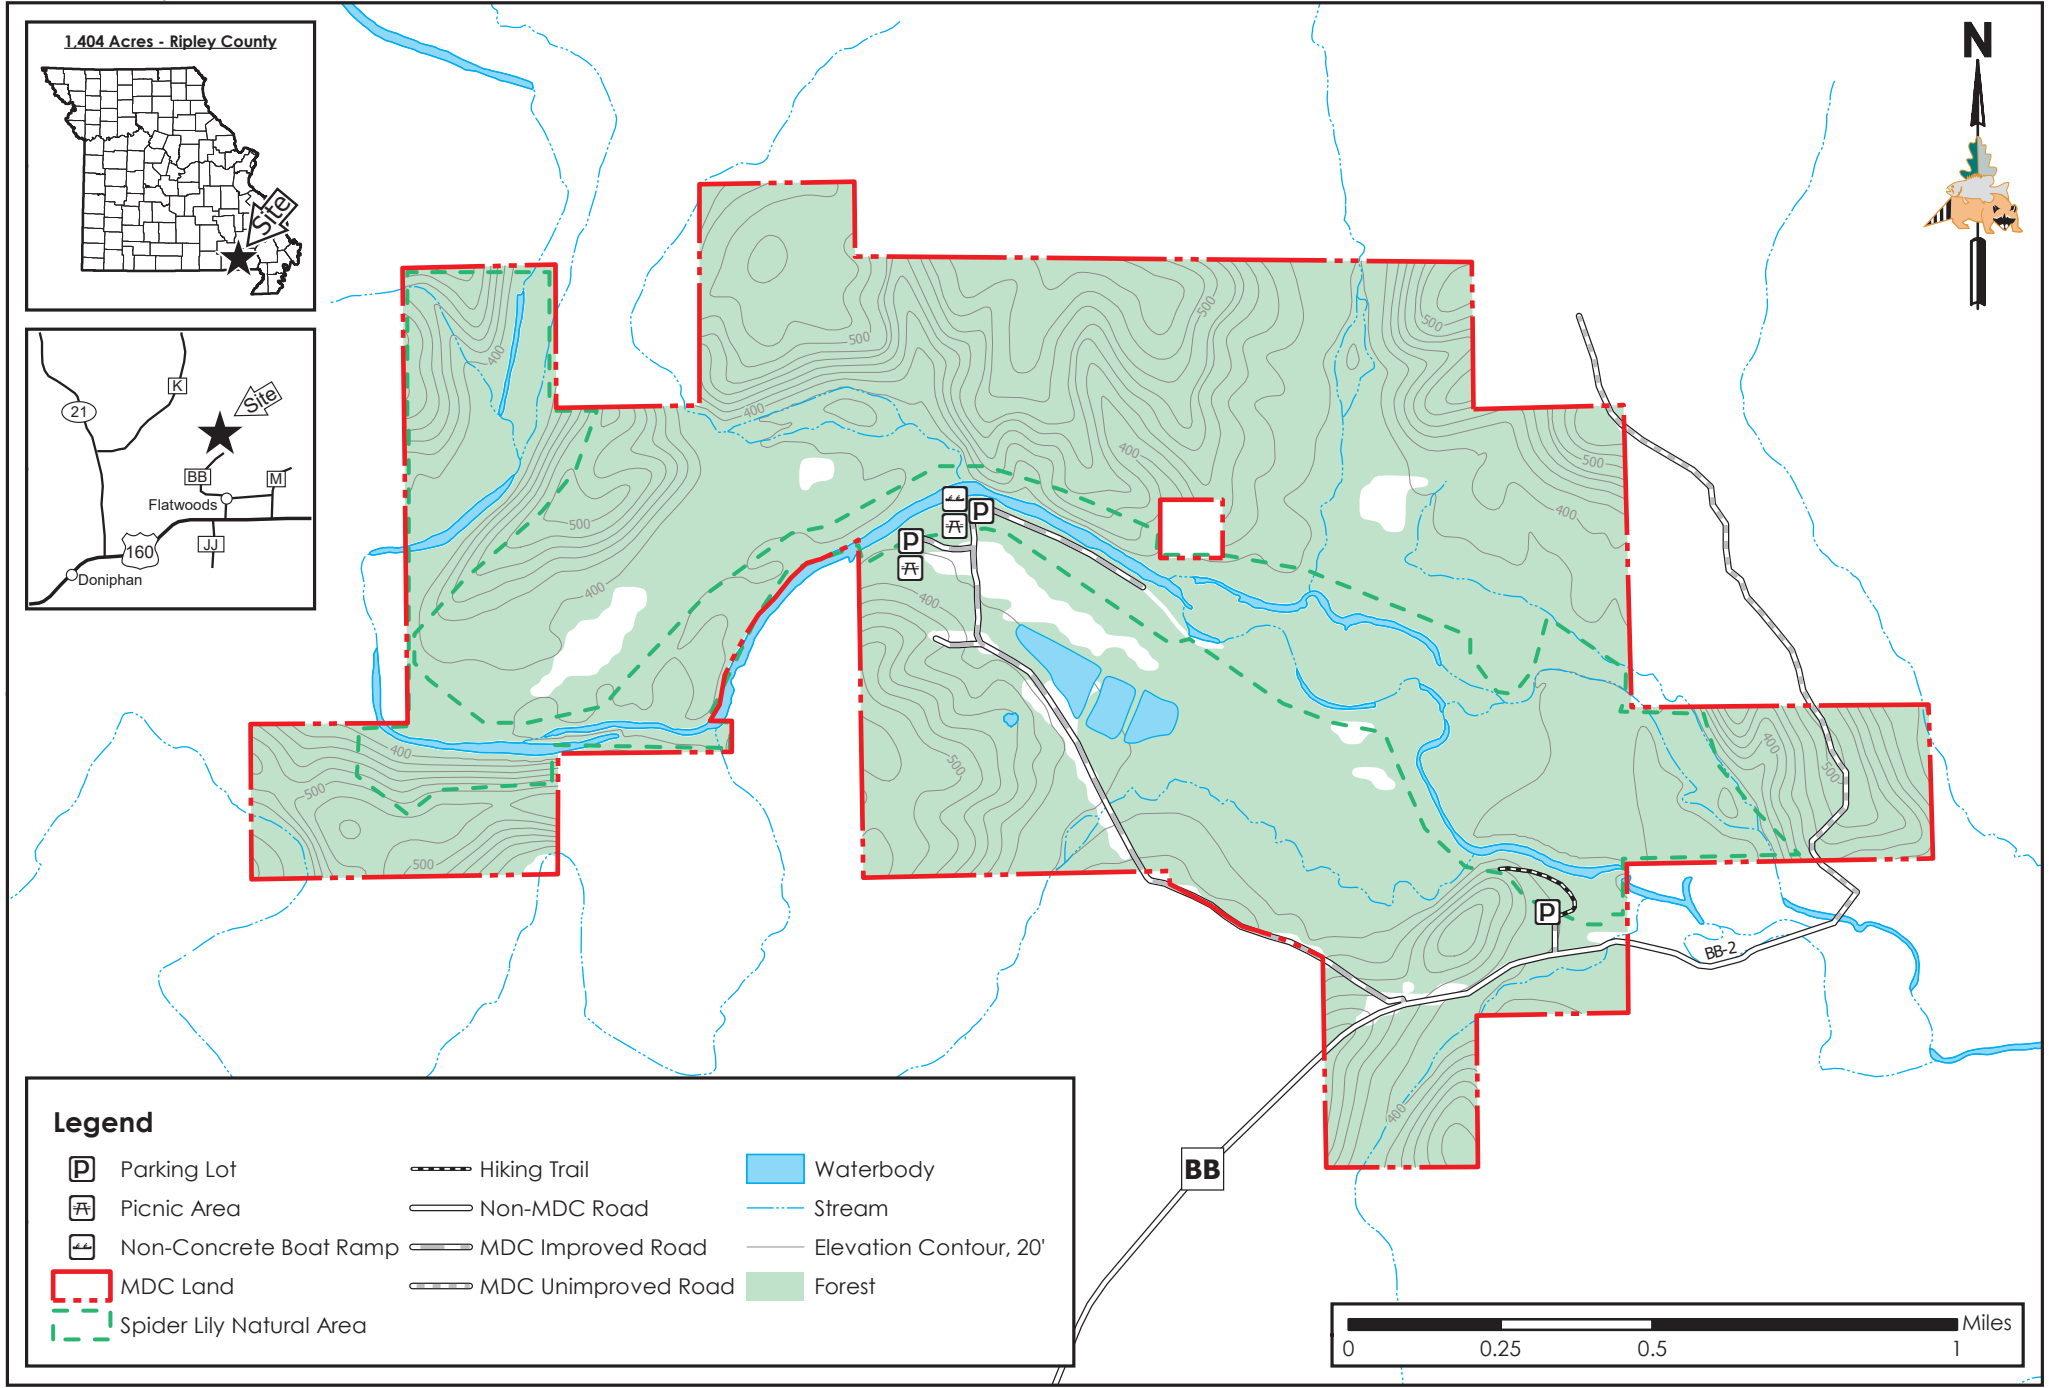 1,404 Acres - Ripley County
Site
N
K
21
Site
BB
M
Flatwoods
JJ
160
Doniphan
500
500
500
400
400
400
500
400
500
400
400
500
400
500
400
500
400
500
BB-2
400
BB
P
P
P
Legend
P Parking Lot
Picnic Area
Non-Concrete Boat Ramp
MDC Land
Spider Lily Natural Area
Hiking Trail
Non-MDC Road
MDC Improved Road
MDC Unimproved Road
Waterbody
Stream
Elevation Contour, 20'
Forest
Miles
0 0.25 0.5 1